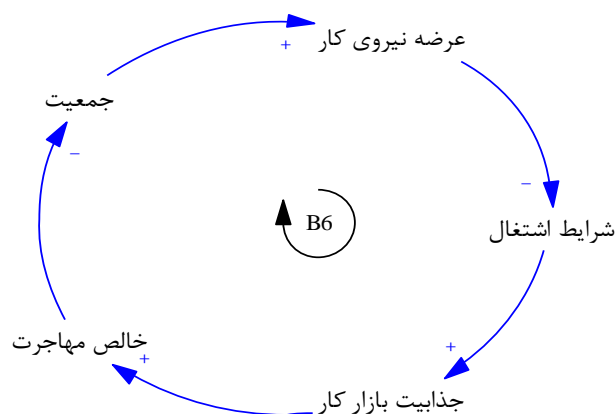 عرضه نیروی کار
+
جمعیت
−
−
B6
شرایط اشتغال
خالص مهاجرت
+
+
جذابیت بازار کار